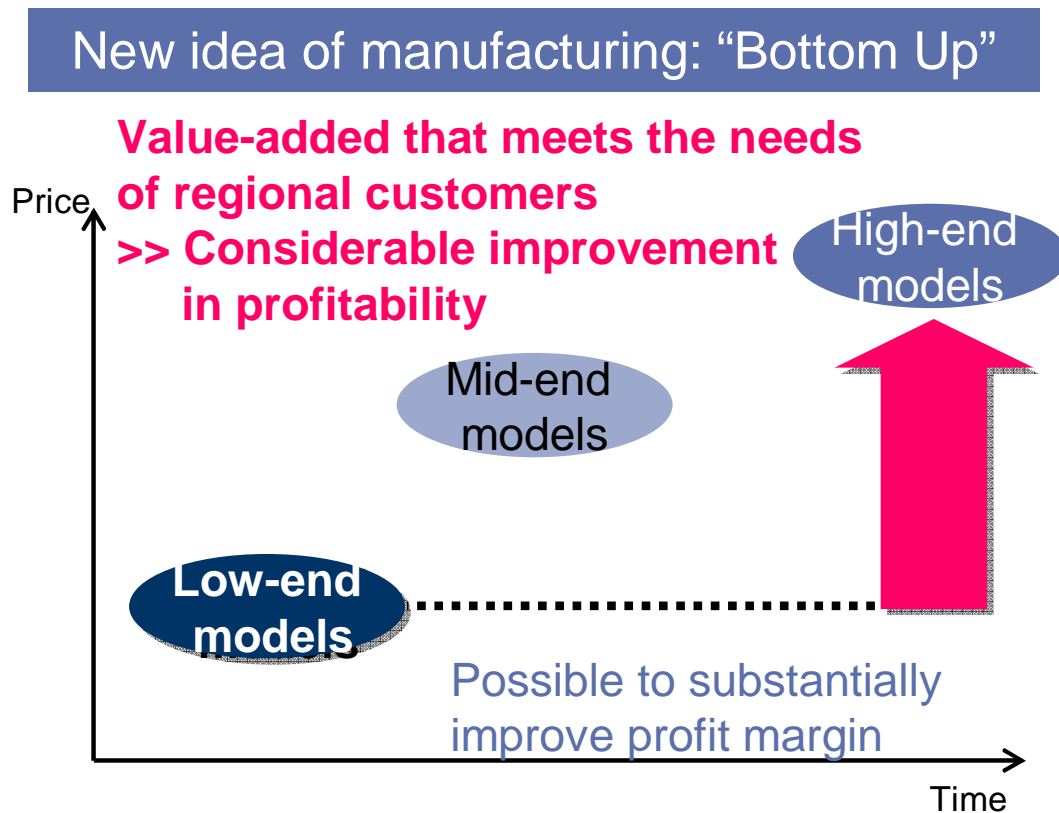 New idea of manufacturing: “Bottom Up”
Value-added that meets the needs
of regional customers
>> Considerable improvement
in profitability
Price
High-end
models
Mid-end
models
Low-end
models
Possible to substantially
improve profit margin
Time